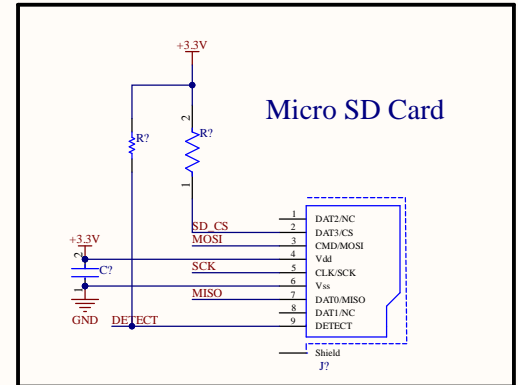 +3.3V
2
1
R?
R?
Micro SD Card
1
DAT2/NC
SD_CS
2
DAT3/CS
MOSI
3
CMD/MOSI
+3.3V
2
4
Vdd
C?
SCK
5
CLK/SCK
1
6
Vss
MISO
7
DAT0/MISO
8
DAT1/NC
GND
DETECT
9
DETECT
Shield
J?